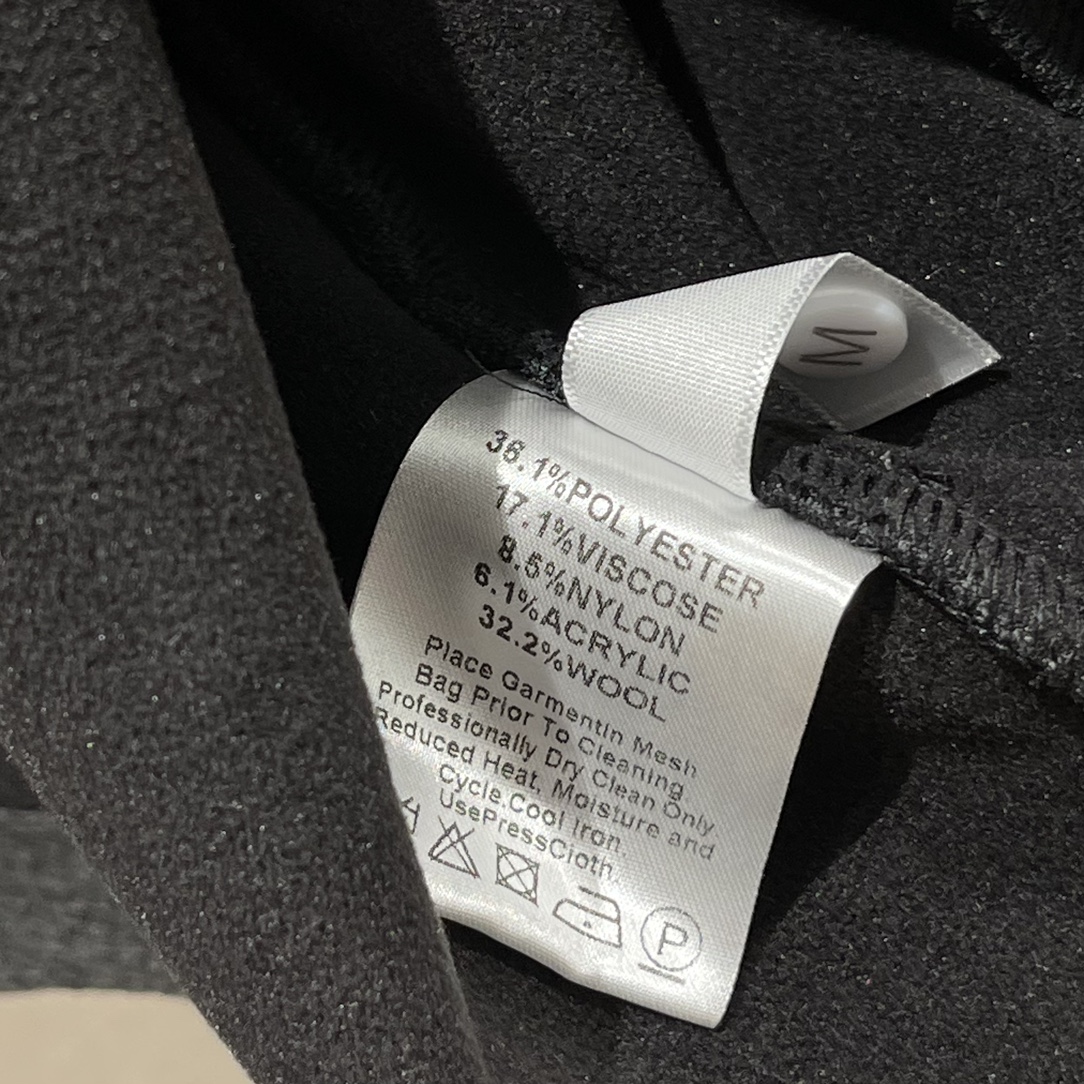 M
36.1%POLYESTER
17.1%VISCOSE
8.5%NYLON
6.1%ACRYLIC
32.2%WOOL
Place GarmentIn Mesh
Bag Prior To Cleaning.
Professionally Dry Clean Only.
Reduced Heat, Moisture and
Cycle.Cool Iron.
UsePressCloth.
P